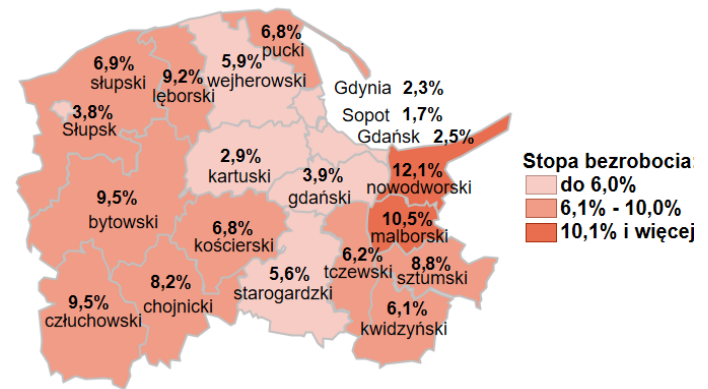 6,8%
pucki
6,9%
słupski
9,2%
lęborski
5,9%
wejherowski
Gdynia 2,3%
Sopot 1,7%
Gdańsk 2,5%
3,8%
Słupsk
2,9%
kartuski
3,9%
gdański
12,1%
nowodworski
9,5%
bytowski
6,8%
kościerski
10,5%
malborski
6,2%
tczewski
8,8%
sztumski
5,6%
starogardzki
8,2%
chojnicki
9,5%
człuchowski
6,1%
kwidzyński
Stopa bezrobocia:
do 6,0%
6,1% - 10,0%
10,1% i więcej